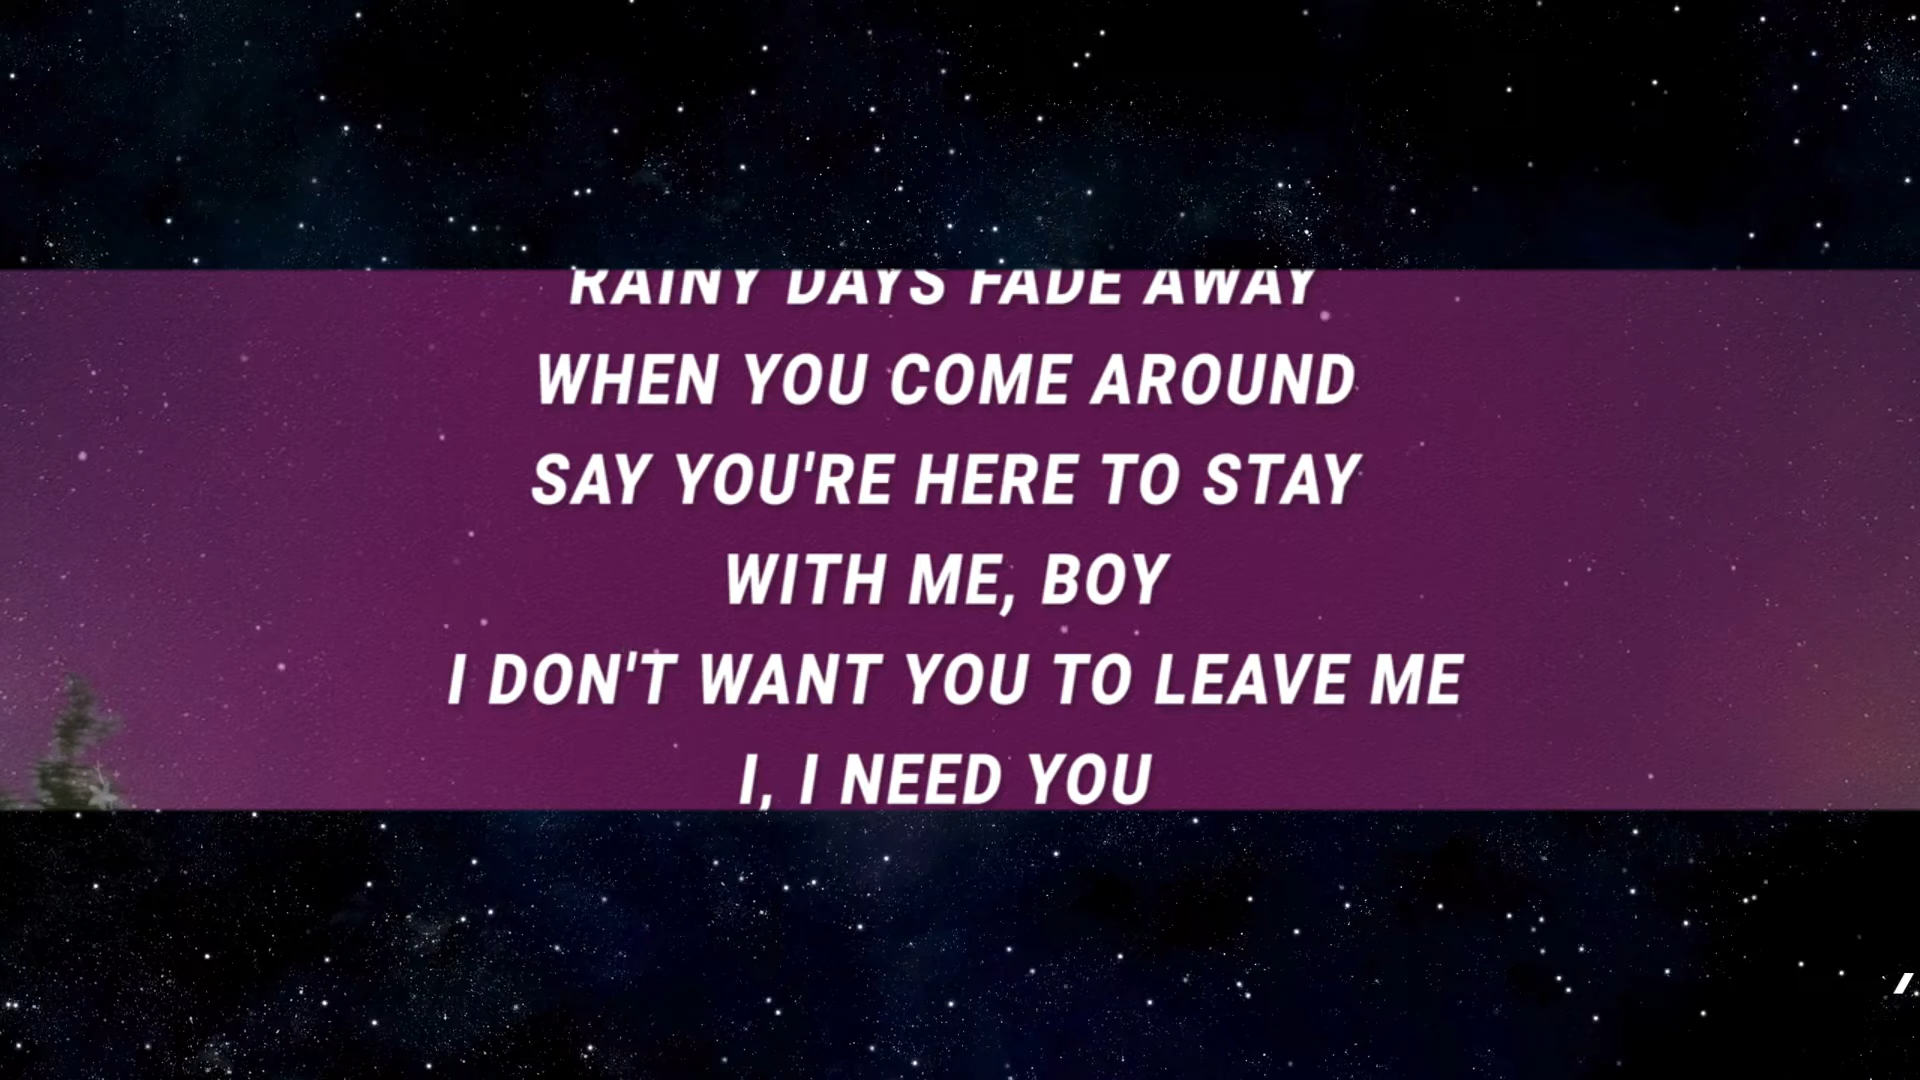 RAINY DAYS FADE AWAY
WHEN YOU COME AROUND
SAY YOU'RE HERE TO STAY
WITH ME, BOY
I DON'T WANT YOU TO LEAVE ME
I, I NEED YOU